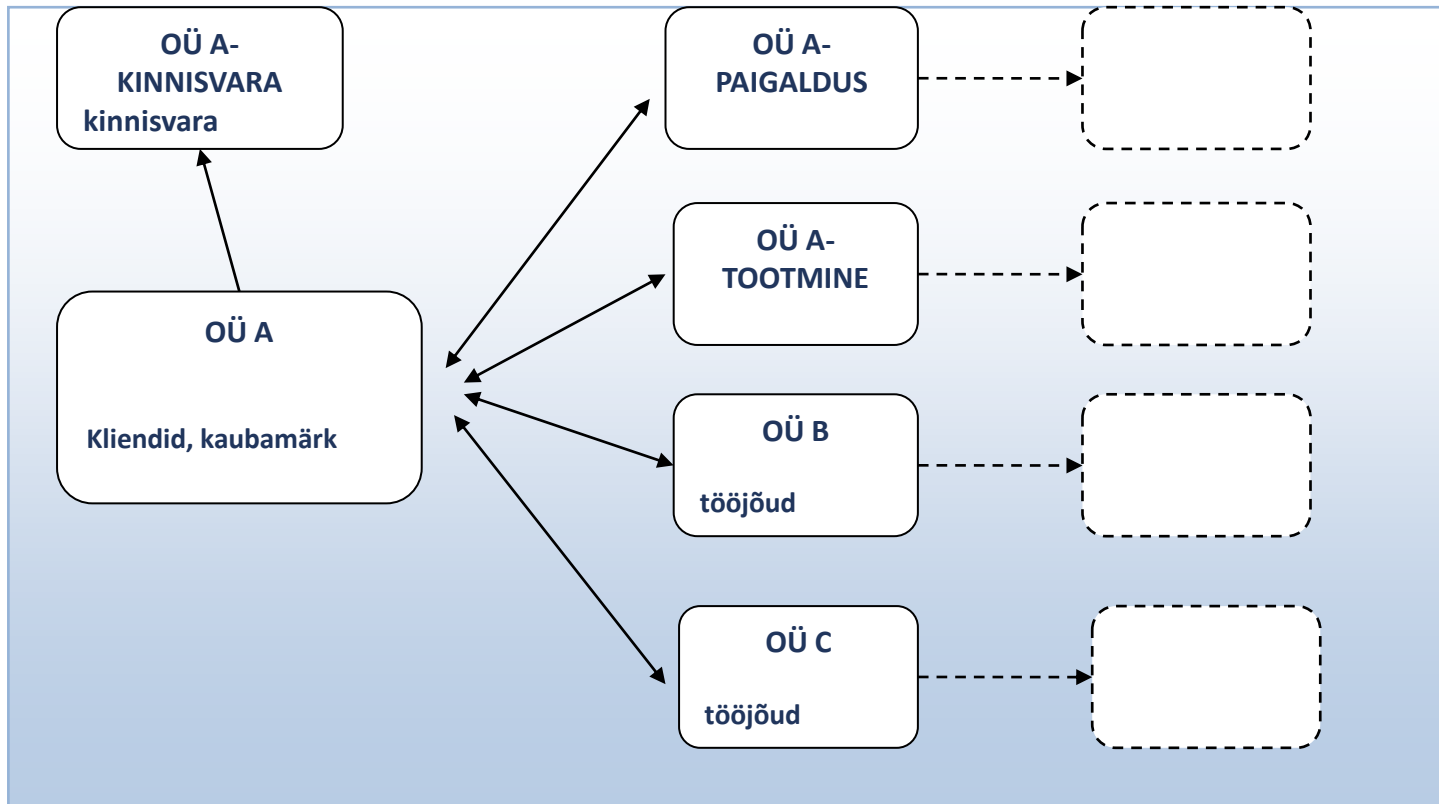 OÜ A-
KINNISVARA
kinnisvara
OÜ A-
PAIGALDUS
OÜ A-
TOOTMINE
OÜ A
Kliendid, kaubamärk
OÜ B
tööjõud
OÜ C
tööjõud